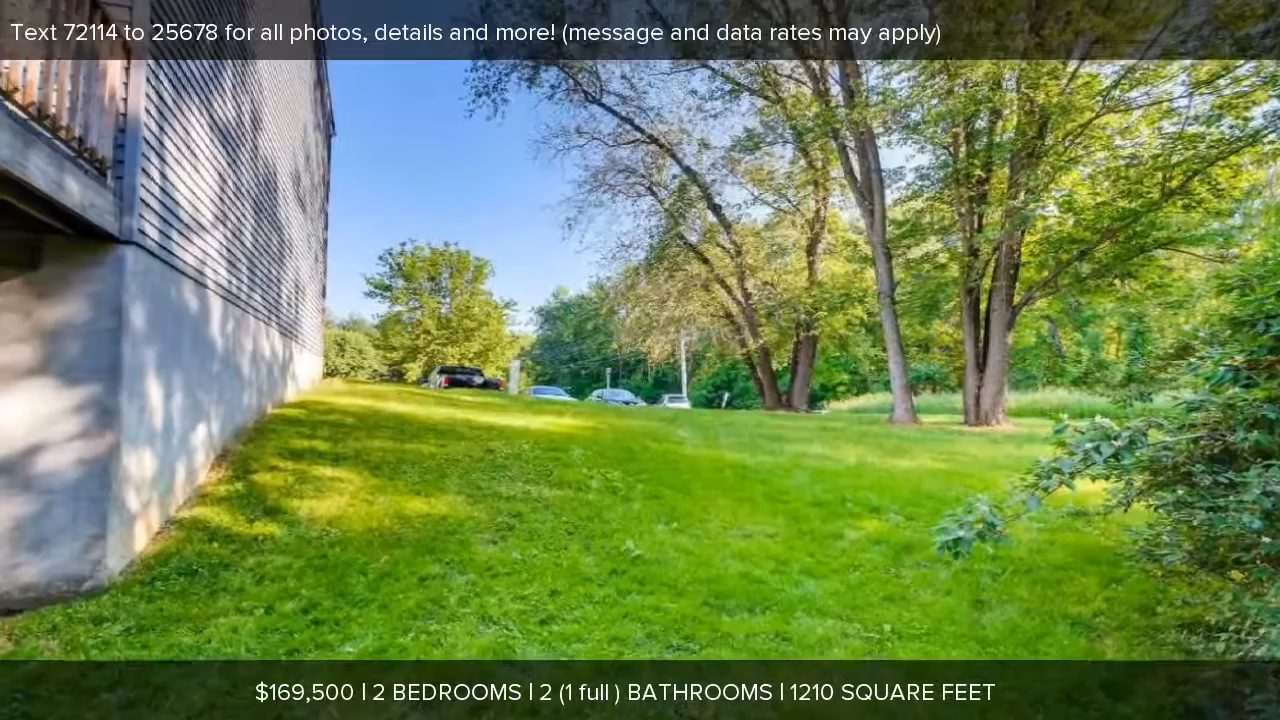 Text 72114 to 25678 for all photos, details and more! (message and data rates may apply)
$169,500 | 2 BEDROOMS | 2 (1 full ) BATHROOMS | 1210 SQUARE FEET